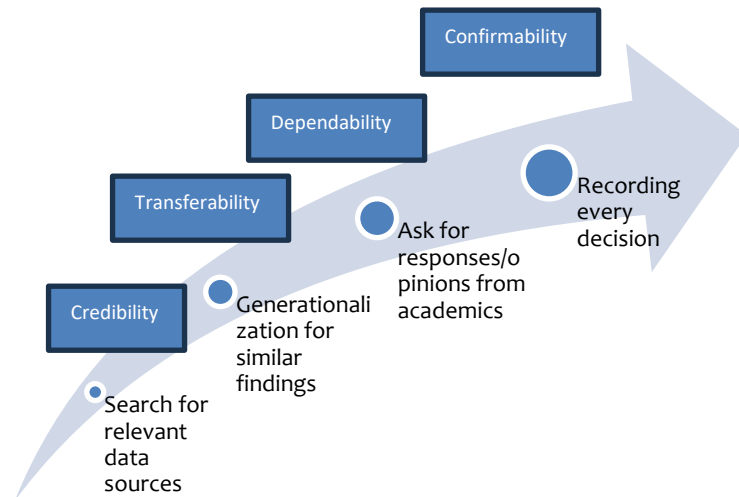 Confirmability
Dependability
Transferability
Credibility
Search for
relevant
data
sources
Generationali
zation for
similar
findings
Ask for
responses/o
pinions from
academics
Recording
every
decision